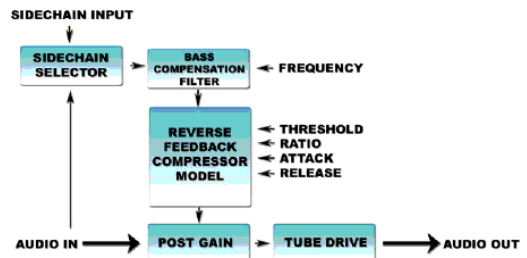 SIDECHAIN INPUT
SIDECHAIN
SELECTOR
BASS
COMPENSATION
FILTER
FREQUENCY
REVERSE
FEEDBACK
COMPRESSOR
MODEL
THRESHOLD
RATIO
ATTACK
RELEASE
AUDIO IN
POST GAIN
TUBE DRIVE
AUDIO OUT